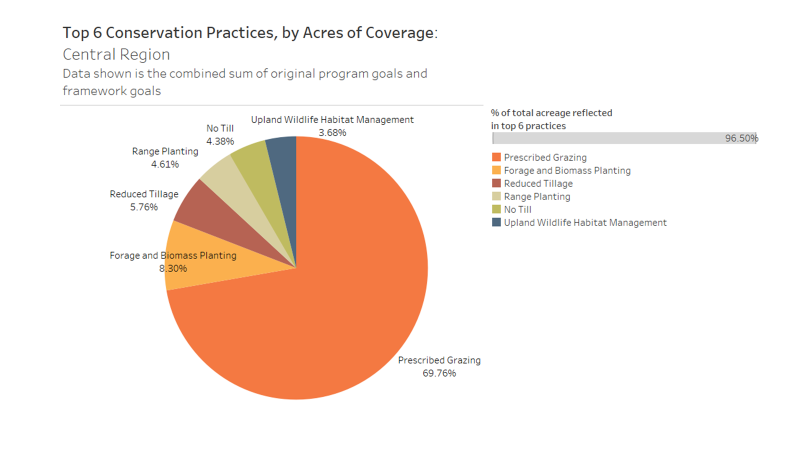 Top 6 Conservation Practices, by Acres of Coverage:
Central Region
Data shown is the combined sum of original program goals and
framework goals
% of total acreage reflected
in top 6 practices
96.50%
Prescribed Grazing
Forage and Biomass Planting
Reduced Tillage
Range Planting
No Till
Upland Wildlife Habitat Management
Upland Wildlife Habitat Management
3.68%
No Till
4.38%
Range Planting
4.61%
Reduced Tillage
5.76%
Forage and Biomass Planting
8.30%
Prescribed Grazing
69.76%